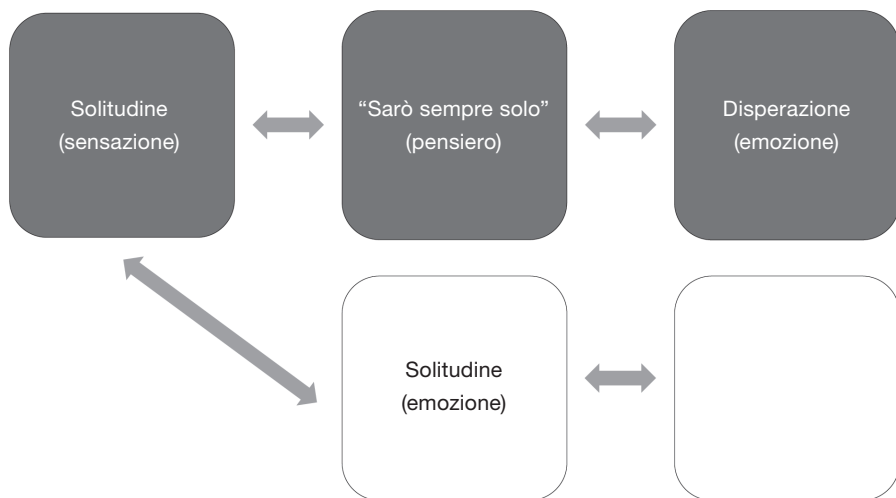 Solitudine
(sensazione)
“Sarò sempre solo”
(pensiero)
Disperazione
(emozione)
Solitudine
(emozione)